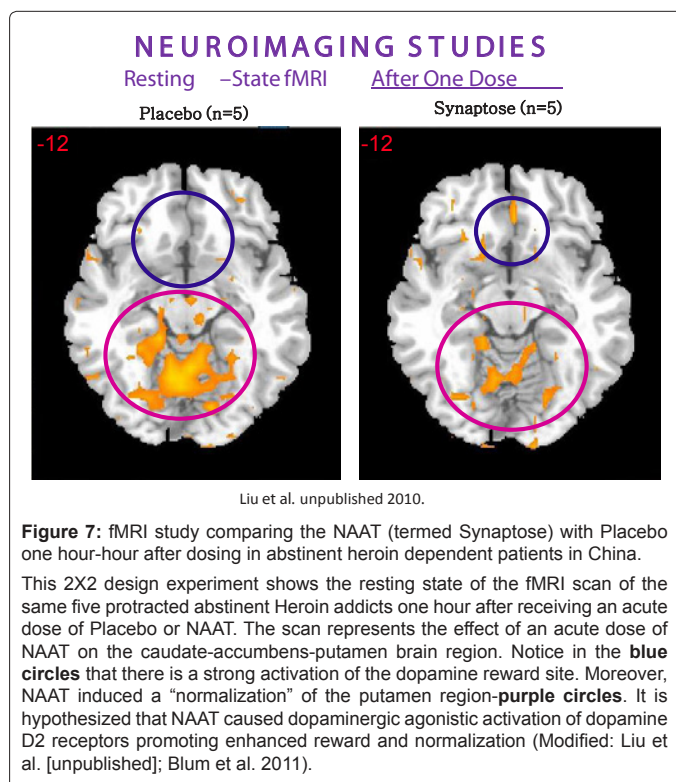 NEUROIMAGING STUDIES
Resting –State fMRI After One Dose
Placebo (n=5)
Synaptose (n=5)
-12
-12
Liu et al. unpublished 2010.
Figure 7: fMRI study comparing the NAAT (termed Synaptose) with Placebo
one hour-hour after dosing in abstinent heroin dependent patients in China.
This 2X2 design experiment shows the resting state of the fMRI scan of the
same five protracted abstinent Heroin addicts one hour after receiving an acute
dose of Placebo or NAAT. The scan represents the effect of an acute dose of
NAAT on the caudate-accumbens-putamen brain region. Notice in the blue
circles that there is a strong activation of the dopamine reward site. Moreover,
NAAT induced a “normalization” of the putamen region-purple circles. It is
hypothesized that NAAT caused dopaminergic agonistic activation of dopamine
D2 receptors promoting enhanced reward and normalization (Modified: Liu et
al. [unpublished]; Blum et al. 2011).